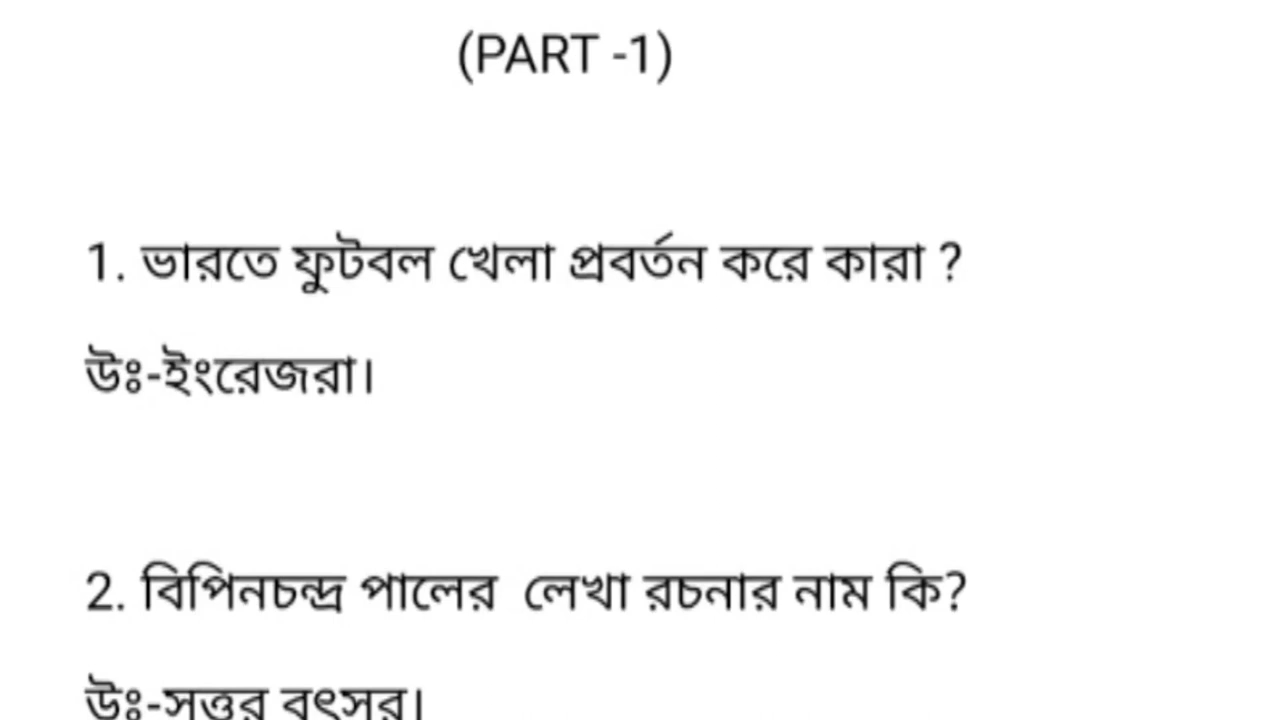 (PART -1)
1. ভারতে ফুটবল খেলা প্রবর্তন করে কারা ?
উঃ-ইংরেজরা।
2. বিপিনচন্দ্র পালের লেখা রচনার নাম কি?
উঃ-সত্তর বৎসর।